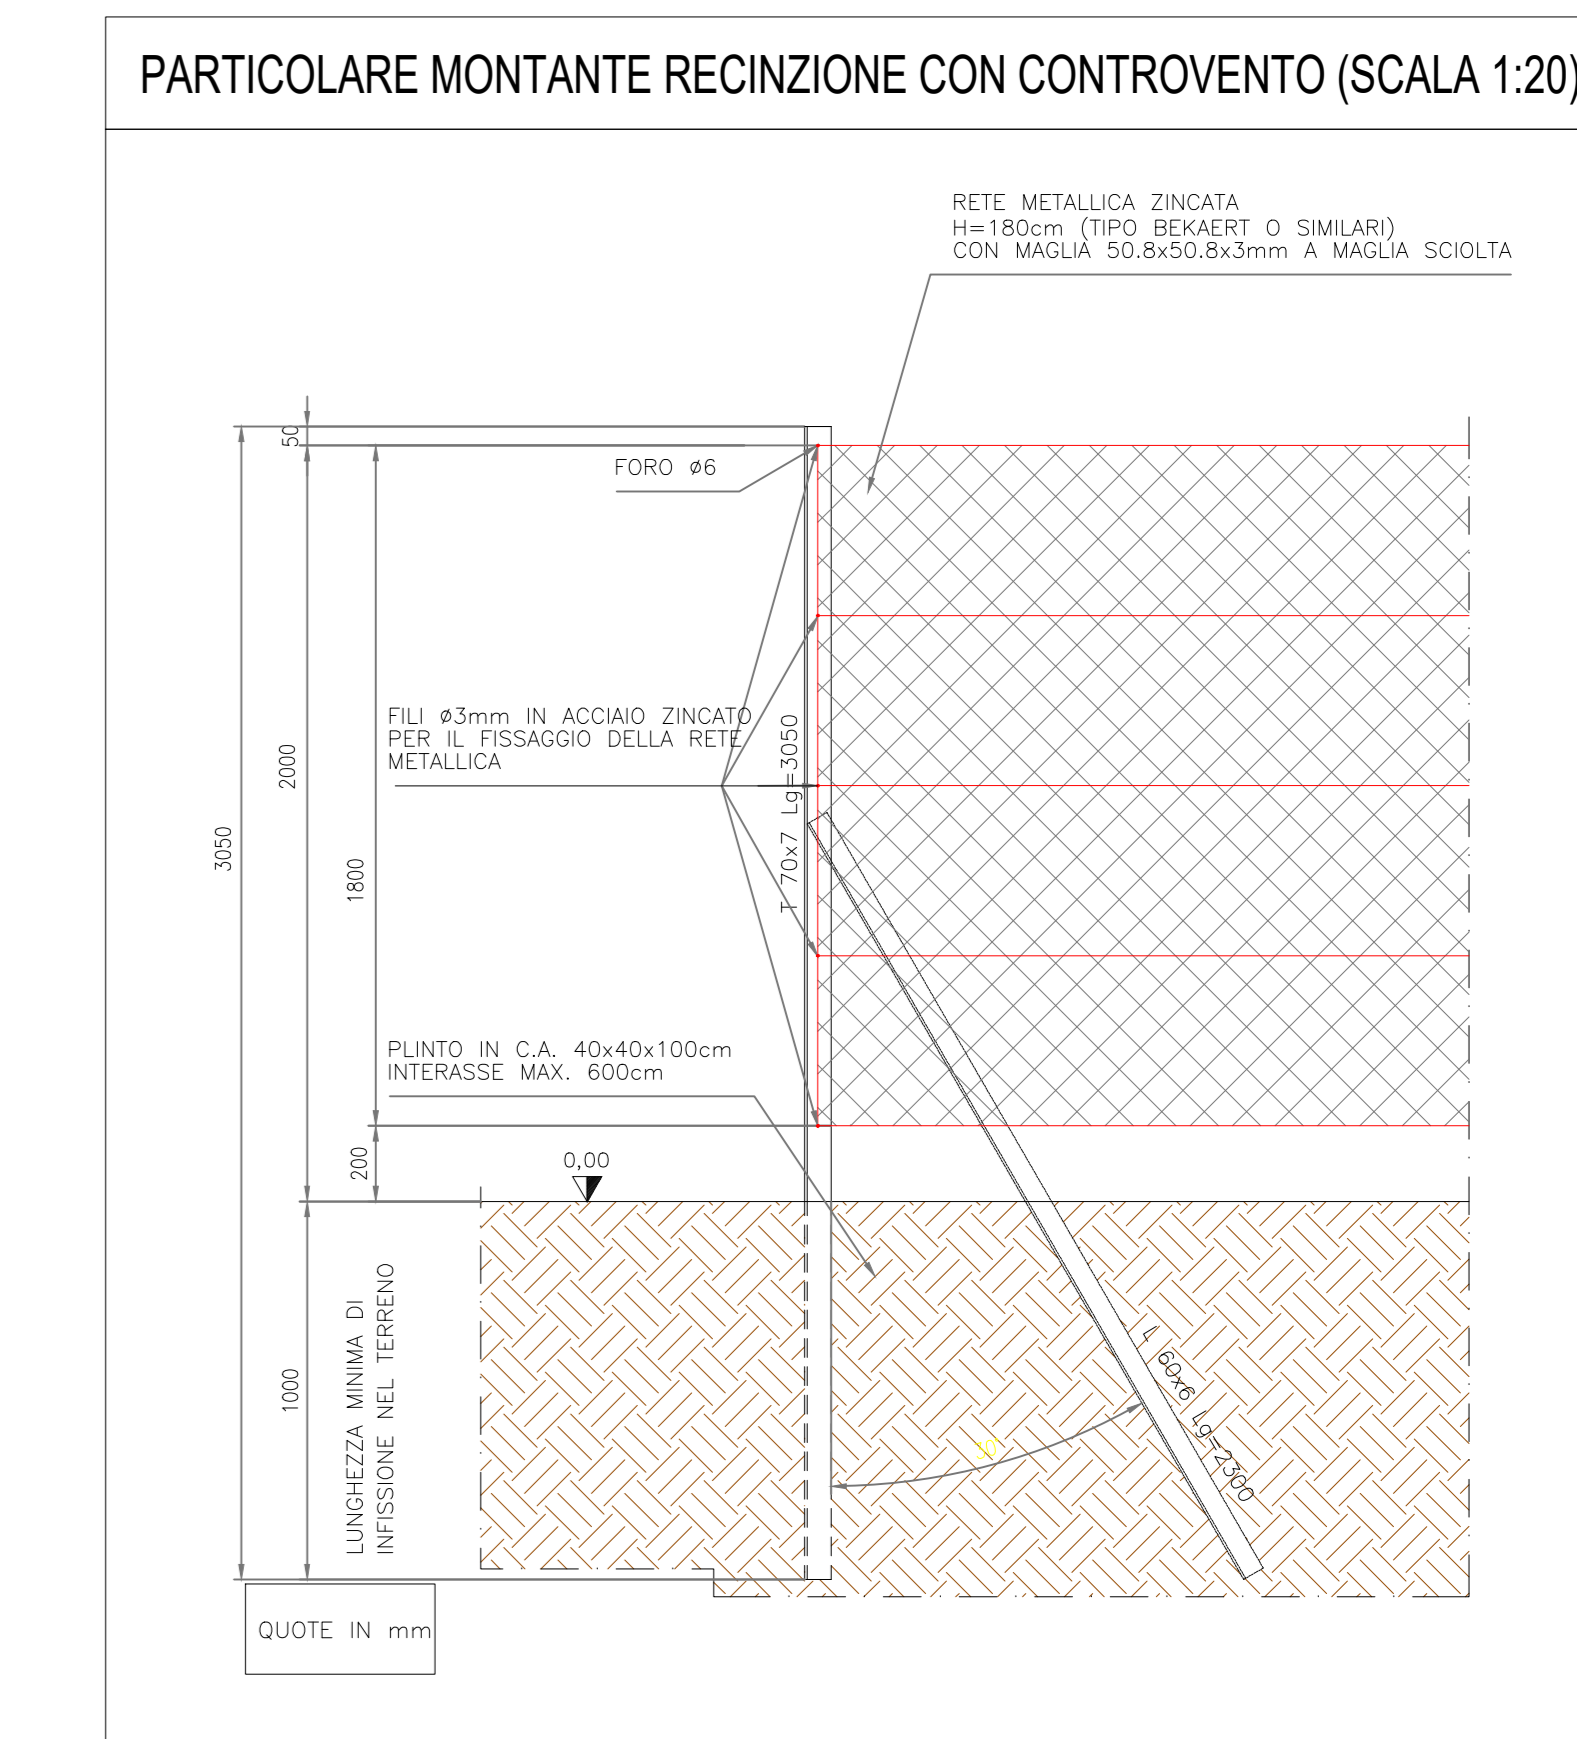 PARTICOLARE MONTANTE RECINZIONE CON CONTROVENTO (SCALA 1:20)
RETE METALLICA ZINCATA
H=180cm (TIPO BEKAERT O SIMILARI)
CON MAGLIA 50.8x50.8x3mm A MAGLIA SCIOLTA
50
FORO ø6
FILI ø3mm IN ACCIAIO ZINCATO
PER IL FISSAGGIO DELLA RETE
METALLICA
T 70x7 Lg=3050
2000
3050
1800
PLINTO IN C.A. 40x40x100cm
INTERASSE MAX. 600cm
200
0,00
1000
LUNGHEZZA MINIMA DI
INFISSIONE NEL TERRENO
L 60x6 Lg=2300
30°
QUOTE IN mm